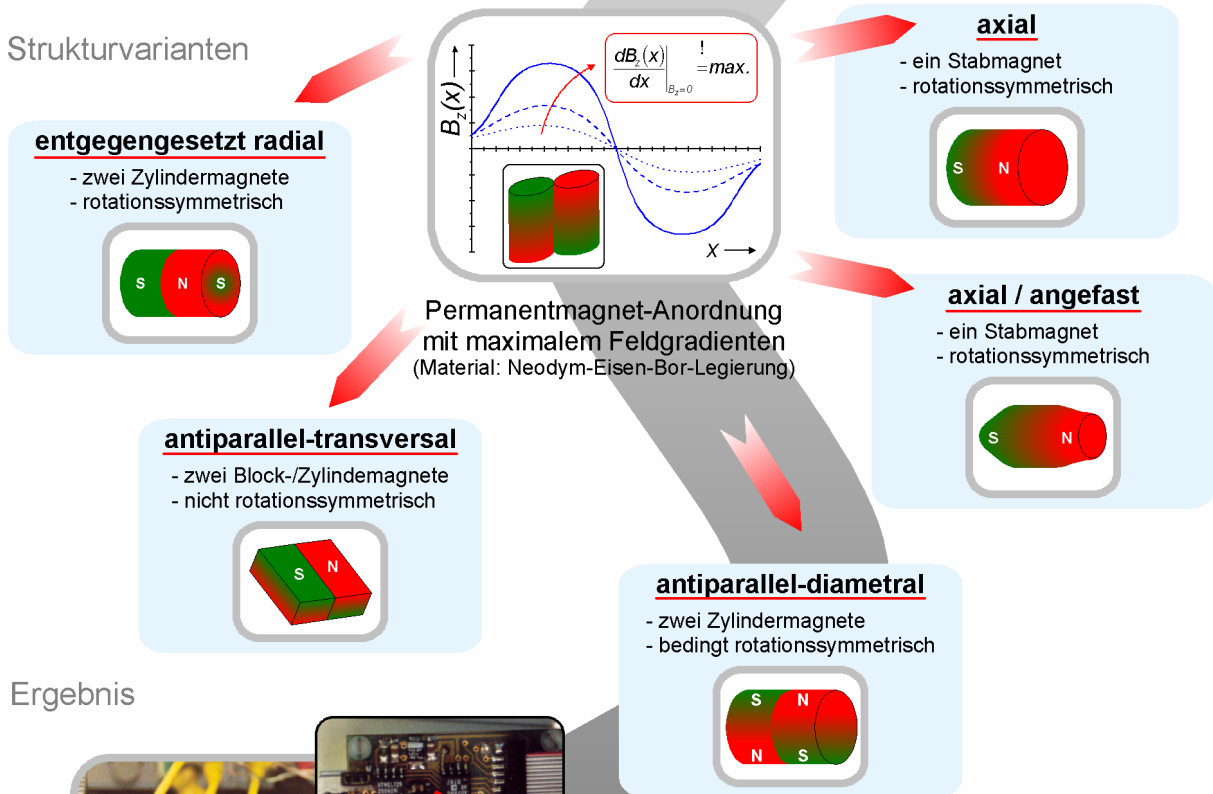 Strukturvarianten
entgegengesetzt radial
- zwei Zylindermagnete
- rotationssymmetrisch
S N S
B_z(x)
dB_z(x)/dx |_{B_z=0} =^! max.
X
Permanentmagnet-Anordnung
mit maximalem Feldgradienten
(Material: Neodym-Eisen-Bor-Legierung)
axial
- ein Stabmagnet
- rotationssymmetrisch
S N
axial / angefast
- ein Stabmagnet
- rotationssymmetrisch
S N
antiparallel-transversal
- zwei Block-/Zylindemagnete
- nicht rotationssymmetrisch
S N
antiparallel-diametral
- zwei Zylindermagnete
- bedingt rotationssymmetrisch
S N
N S
Ergebnis